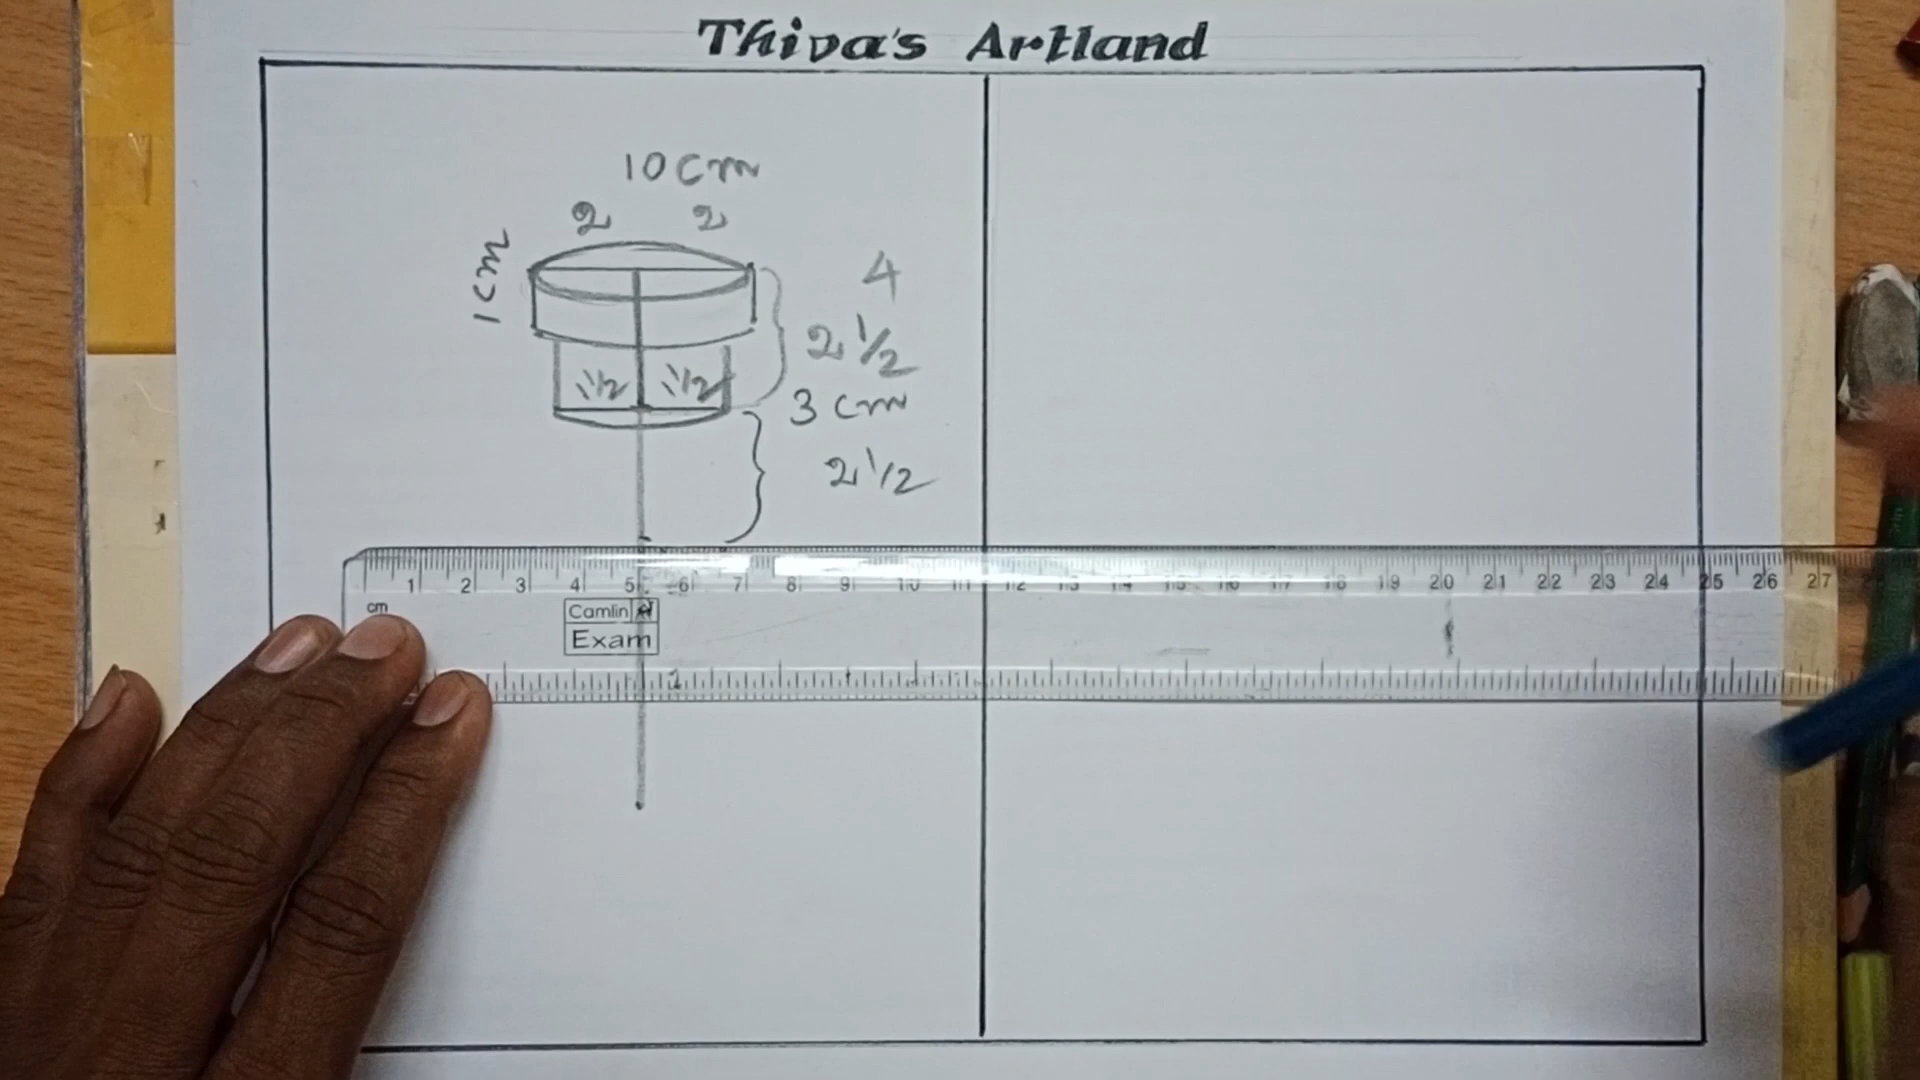 Thiva's Artland
10 cm
2 2
1 cm
4
2 1/2
1 1/2 1 1/2
3 cm
2 1/2
1 2 3 4 5 6 7 8 9 10 11 12 13 14 15 16 17 18 19 20 21 22 23 24 25 26 27
cm
Camlin
Exam